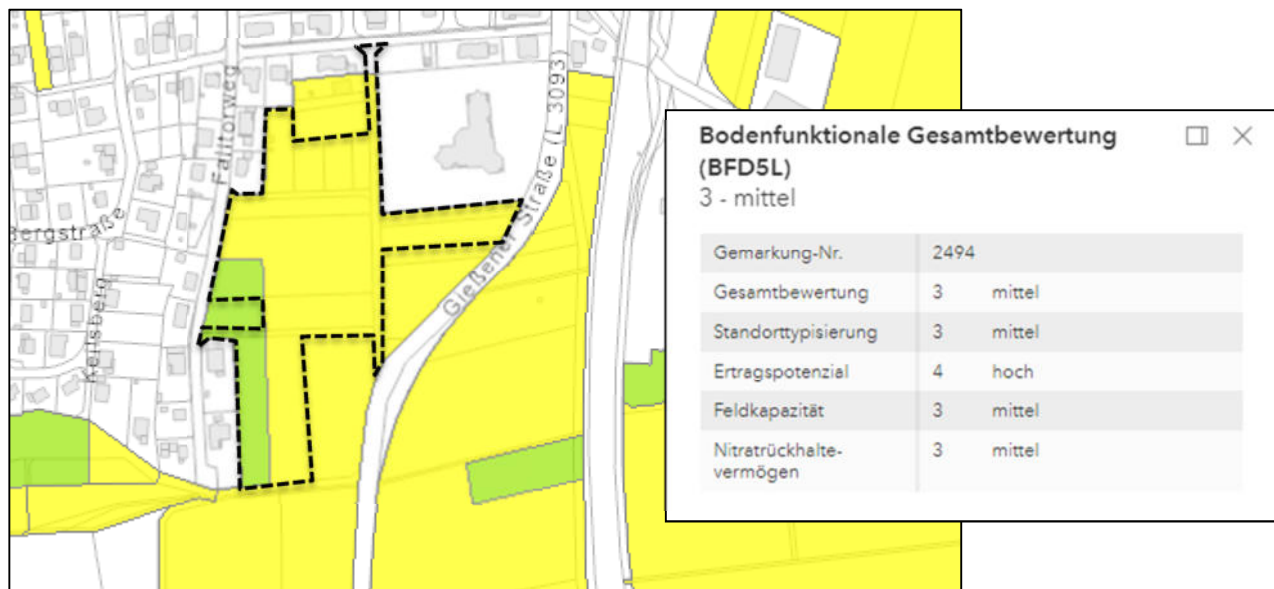 Falltorweg
Bergstraße
Keilsberg
Gießener Straße (L 3093)
Bodenfunktionale Gesamtbewertung
(BFD5L)
3 - mittel
Gemarkung-Nr. 2494
Gesamtbewertung 3 mittel
Standorttypisierung 3 mittel
Ertragspotenzial 4 hoch
Feldkapazität 3 mittel
Nitratrückhalte-
vermögen 3 mittel